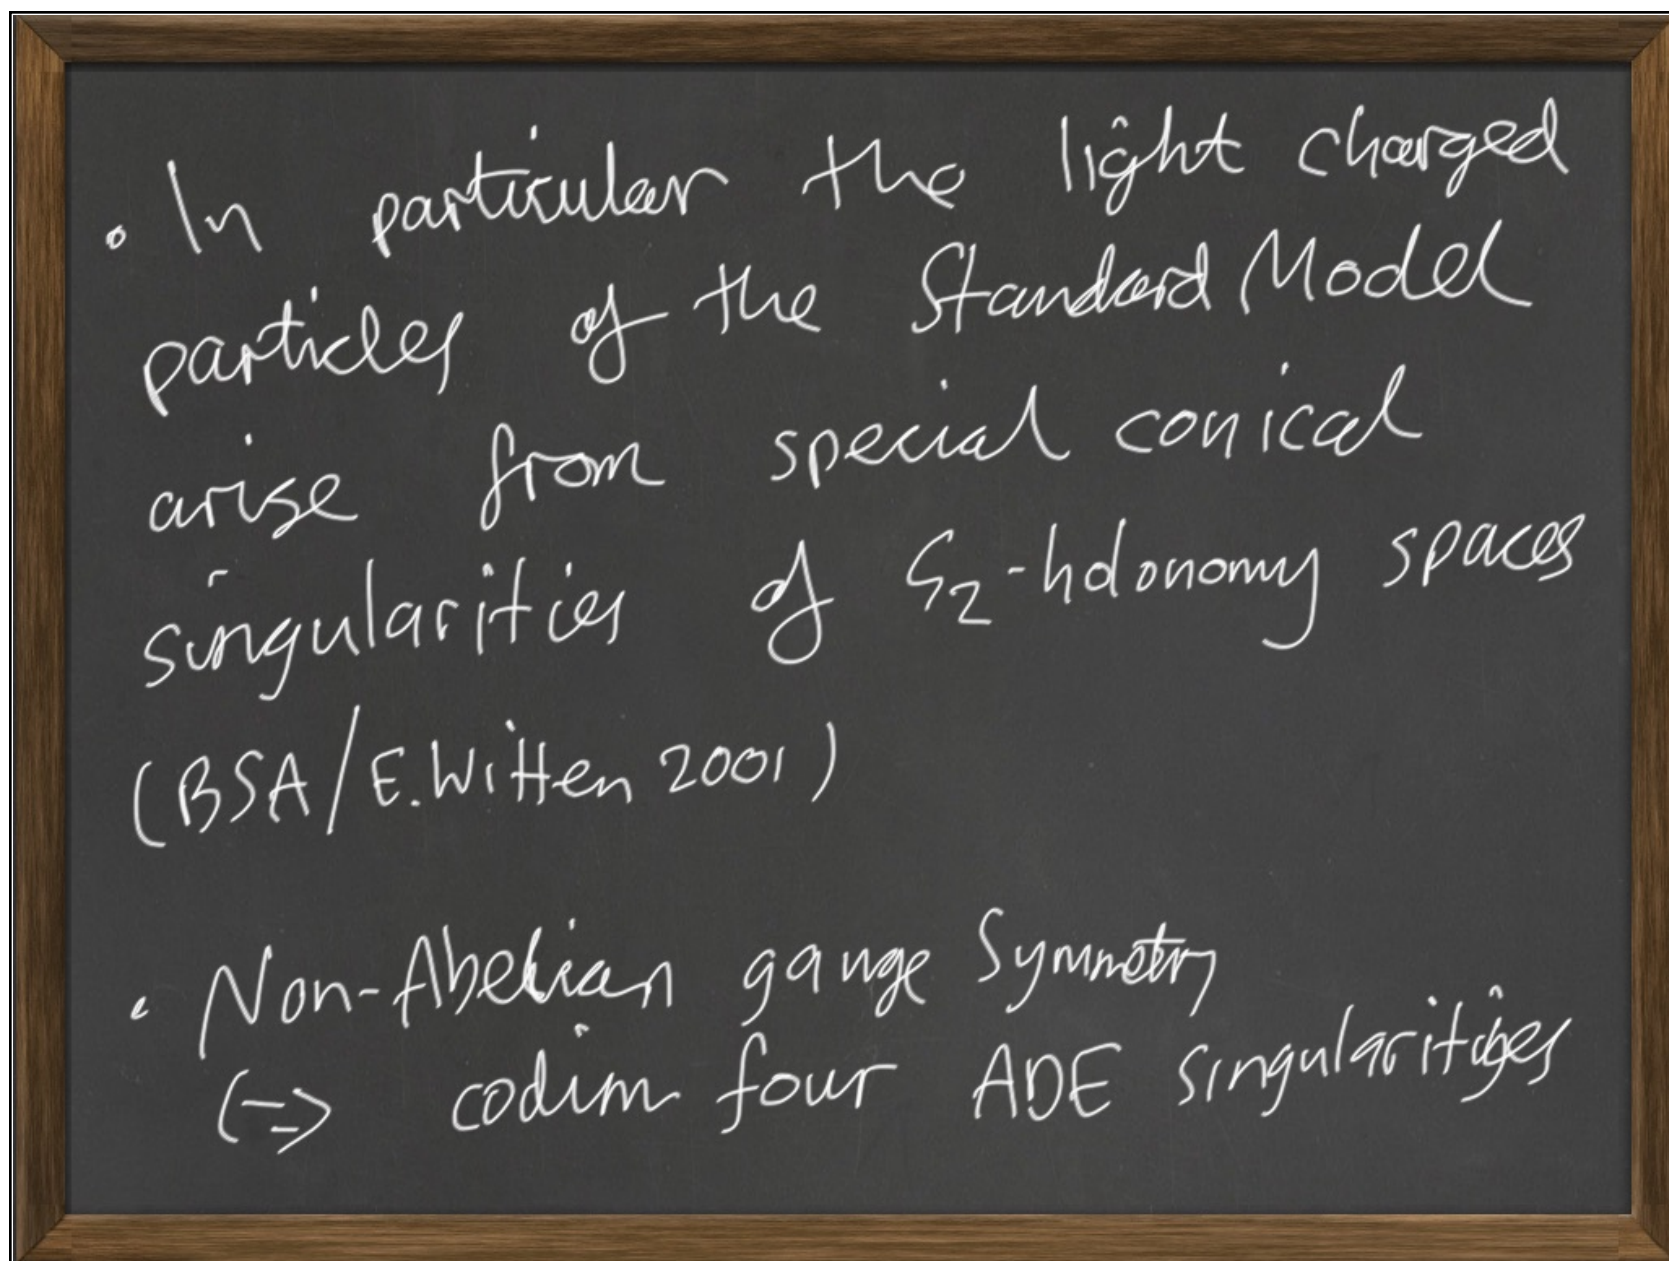 • In particular the light charged
particles of the Standard Model
arise from special conical
singularities of G₂-holonomy spaces
(BSA/E.Witten 2001)
• Non-Abelian gauge Symmetry
<=> codim four ADE singularities